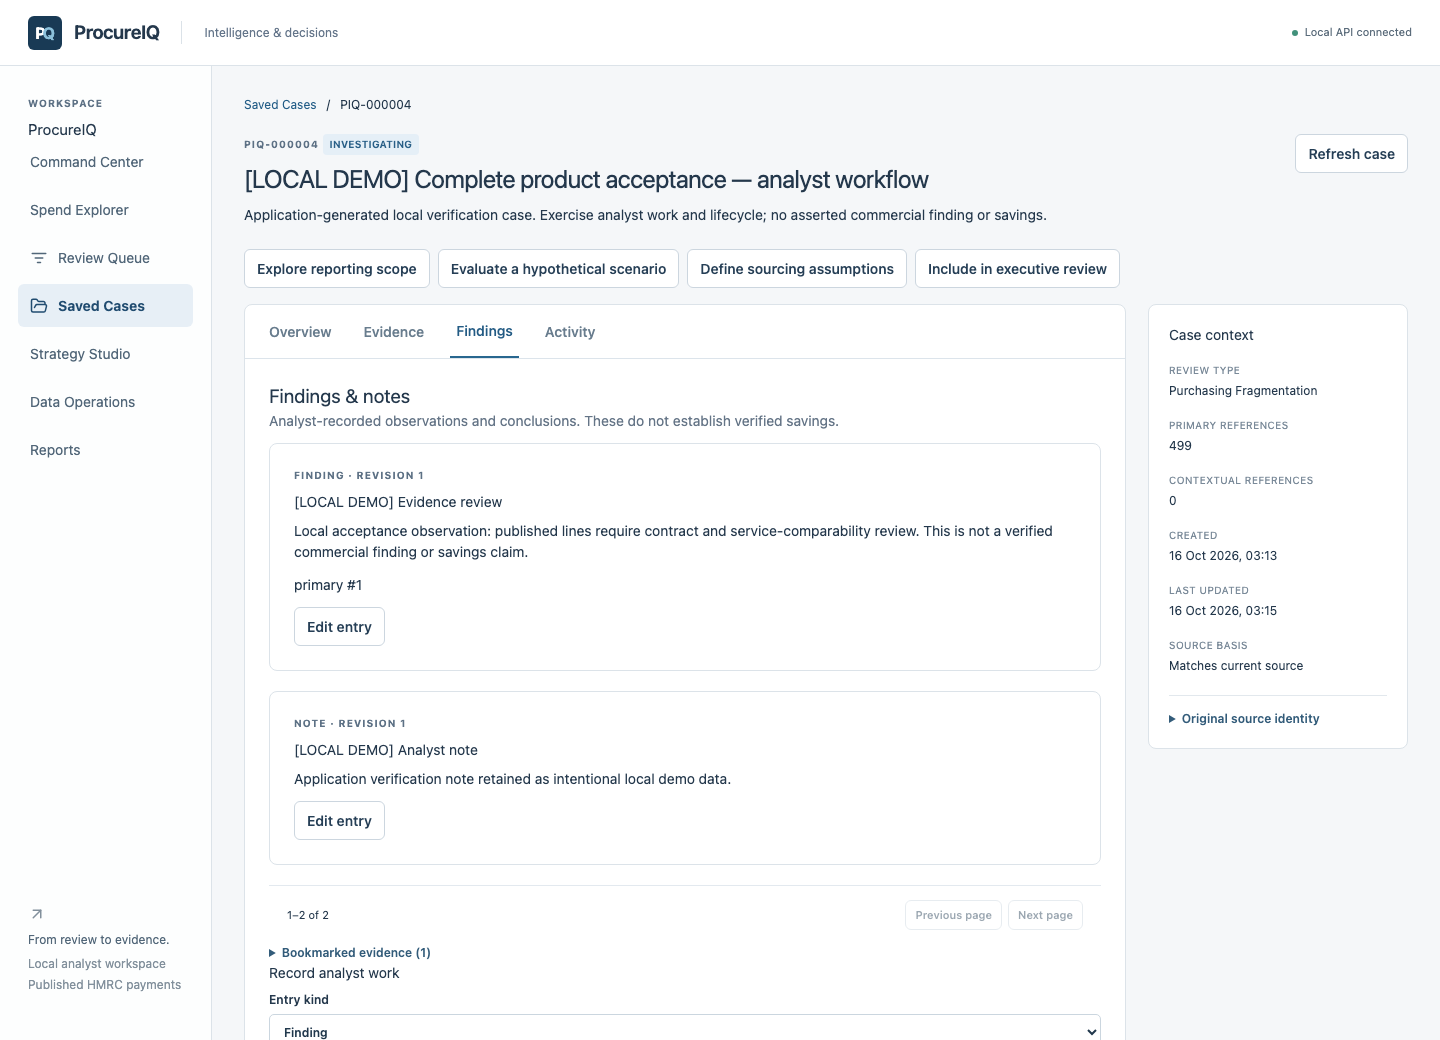 PQ ProcureIQ Intelligence & decisions Local API connected
WORKSPACE
ProcureIQ
Command Center
Spend Explorer
Review Queue
Saved Cases
Strategy Studio
Data Operations
Reports
From review to evidence.
Local analyst workspace
Published HMRC payments
Saved Cases / PIQ-000004
PIQ-000004 INVESTIGATING
[LOCAL DEMO] Complete product acceptance — analyst workflow
Application-generated local verification case. Exercise analyst work and lifecycle; no asserted commercial finding or savings.
Refresh case
Explore reporting scope Evaluate a hypothetical scenario Define sourcing assumptions Include in executive review
Overview Evidence Findings Activity
Findings & notes
Analyst-recorded observations and conclusions. These do not establish verified savings.
FINDING · REVISION 1
[LOCAL DEMO] Evidence review
Local acceptance observation: published lines require contract and service-comparability review. This is not a verified
commercial finding or savings claim.
primary #1
Edit entry
NOTE · REVISION 1
[LOCAL DEMO] Analyst note
Application verification note retained as intentional local demo data.
Edit entry
1–2 of 2 Previous page Next page
Bookmarked evidence (1)
Record analyst work
Entry kind
Finding
Case context
REVIEW TYPE
Purchasing Fragmentation
PRIMARY REFERENCES
499
CONTEXTUAL REFERENCES
0
CREATED
16 Oct 2026, 03:13
LAST UPDATED
16 Oct 2026, 03:15
SOURCE BASIS
Matches current source
Original source identity